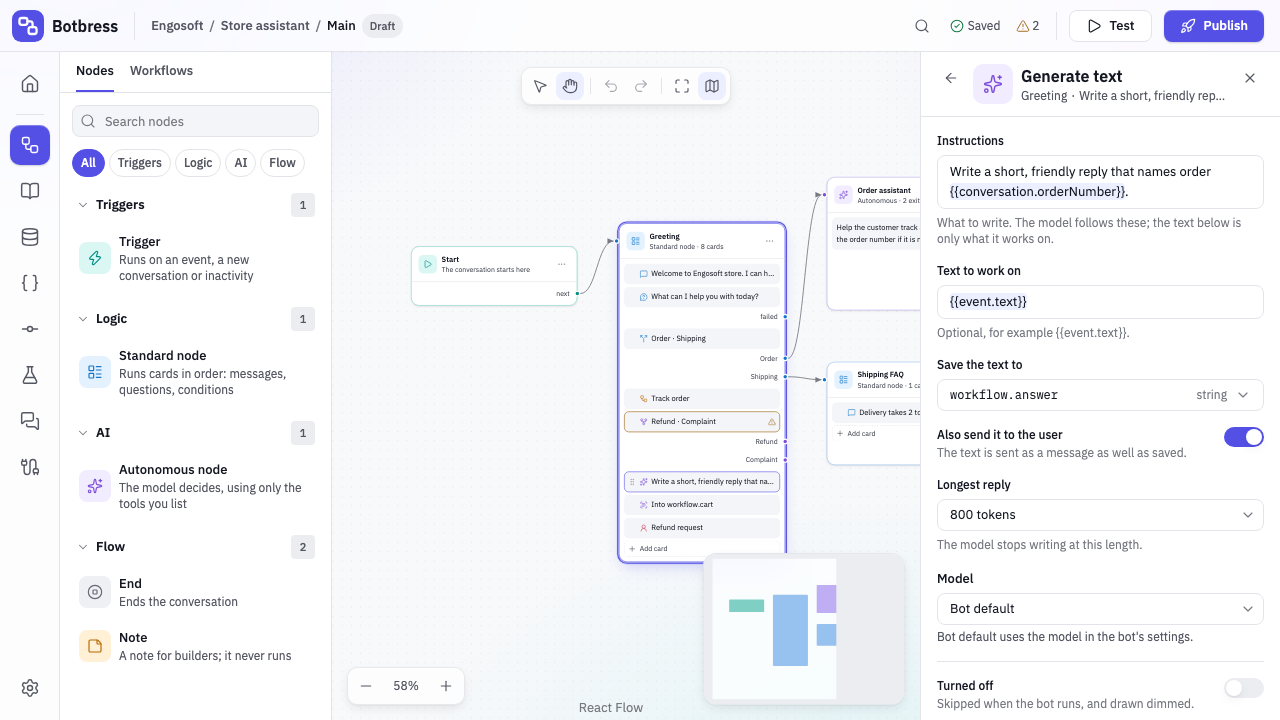 Botbress
Engosoft / Store assistant / Main Draft
Saved
2
Test
Publish
Nodes
Workflows
Search nodes
All
Triggers
Logic
AI
Flow
Triggers 1
Trigger
Runs on an event, a new
conversation or inactivity
Logic 1
Standard node
Runs cards in order: messages,
questions, conditions
AI 1
Autonomous node
The model decides, using only the
tools you list
Flow 2
End
Ends the conversation
Note
A note for builders; it never runs
Start
The conversation starts here
next
Greeting
Standard node · 8 cards
Welcome to Engosoft store. I can h...
What can I help you with today?
failed
Order · Shipping
Order
Shipping
Track order
Refund · Complaint
Refund
Complaint
Write a short, friendly reply that na...
Into workflow.cart
Refund request
Add card
Order assistant
Autonomous · 2 exit
Help the customer track
the order number if it is n
Shipping FAQ
Standard node · 1 ca
Delivery takes 2 to
Add card
58%
React Flow
Generate text
Greeting · Write a short, friendly rep...
Instructions
Write a short, friendly reply that names order
{{conversation.orderNumber}}.
What to write. The model follows these; the text below is
only what it works on.
Text to work on
{{event.text}}
Optional, for example {{event.text}}.
Save the text to
workflow.answer string
Also send it to the user
The text is sent as a message as well as saved.
Longest reply
800 tokens
The model stops writing at this length.
Model
Bot default
Bot default uses the model in the bot's settings.
Turned off
Skipped when the bot runs, and drawn dimmed.